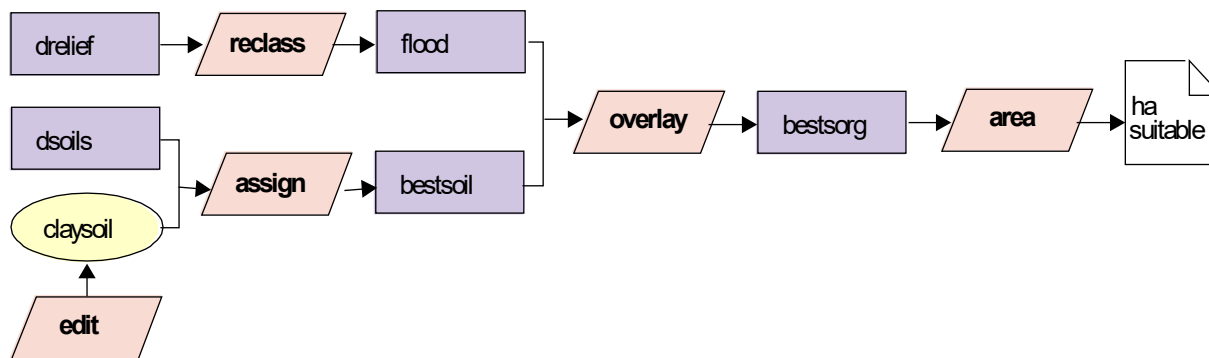 drelief
reclass
flood
dsoils
claysoil
edit
assign
bestsoil
overlay
bestsorg
area
ha
suitable